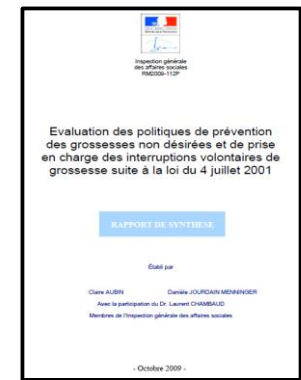 Inspection générale
des affaires sociales
RM2009-112P
Evaluation des politiques de prévention
des grossesses non désirées et de prise
en charge des interruptions volontaires de
grossesse suite à la loi du 4 juillet 2001
RAPPORT DE SYNTHESE
Établi par
Claire AUBIN Danièle JOURDAIN MENNINGER
Avec la participation du Dr. Laurent CHAMBAUD
Membres de l'Inspection générale des affaires sociales
- Octobre 2009 -